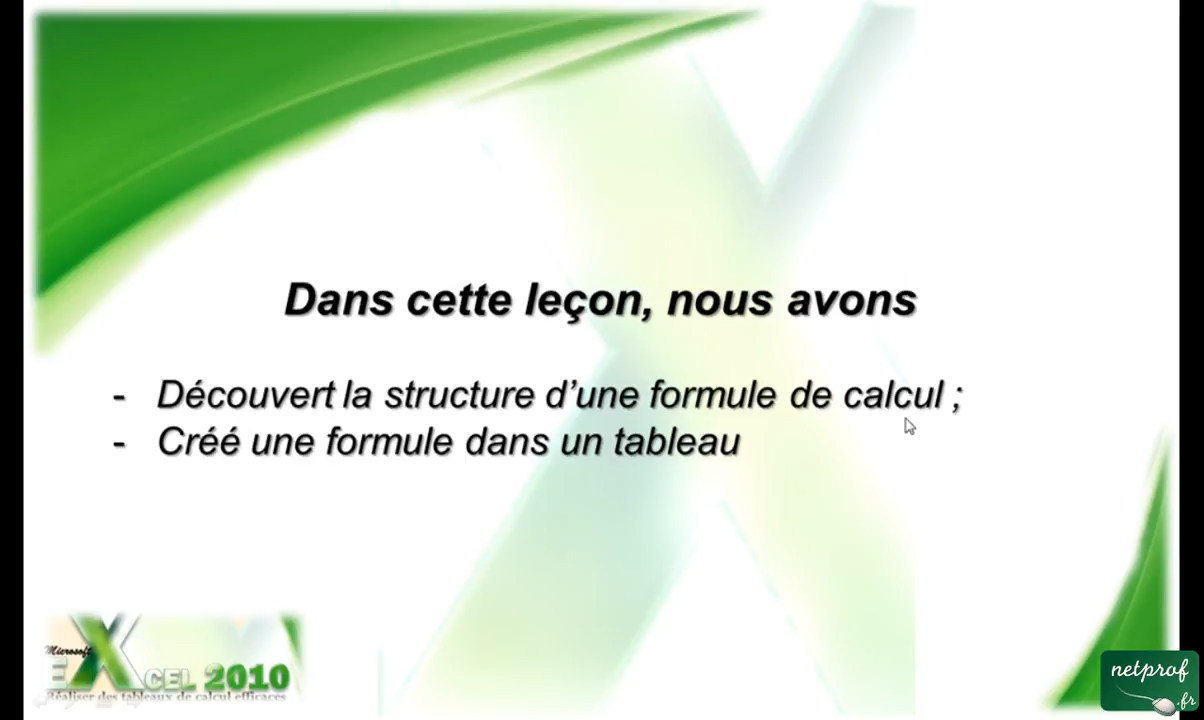 Dans cette leçon, nous avons
- Découvert la structure d’une formule de calcul ;
- Créé une formule dans un tableau
Microsoft
EXCEL 2010
Réaliser des tableaux de calcul efficaces
netprof
.fr